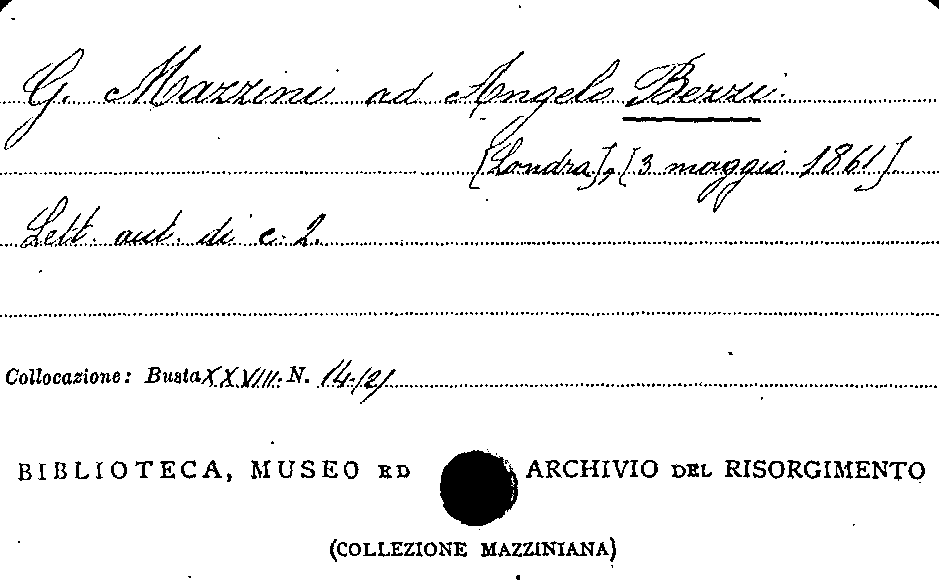 G. Mazzini ad Angelo Bezzi.
[Londra], [3 maggio 1861]
Lett. aut. di c. 2.
Collocazione: Busta XXVIII. N. 14 (2)
BIBLIOTECA, MUSEO ED ARCHIVIO DEL RISORGIMENTO
(COLLEZIONE MAZZINIANA)